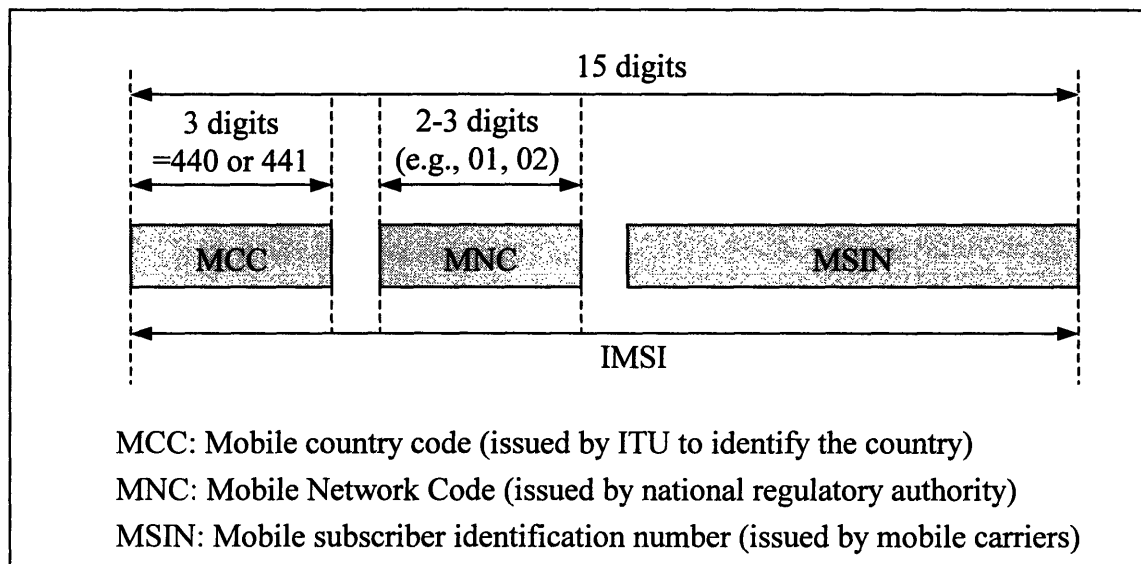 15 digits
3 digits
=440 or 441
2-3 digits
(e.g., 01, 02)
MCC
MNC
MSIN
IMSI
MCC: Mobile country code (issued by ITU to identify the country)
MNC: Mobile Network Code (issued by national regulatory authority)
MSIN: Mobile subscriber identification number (issued by mobile carriers)